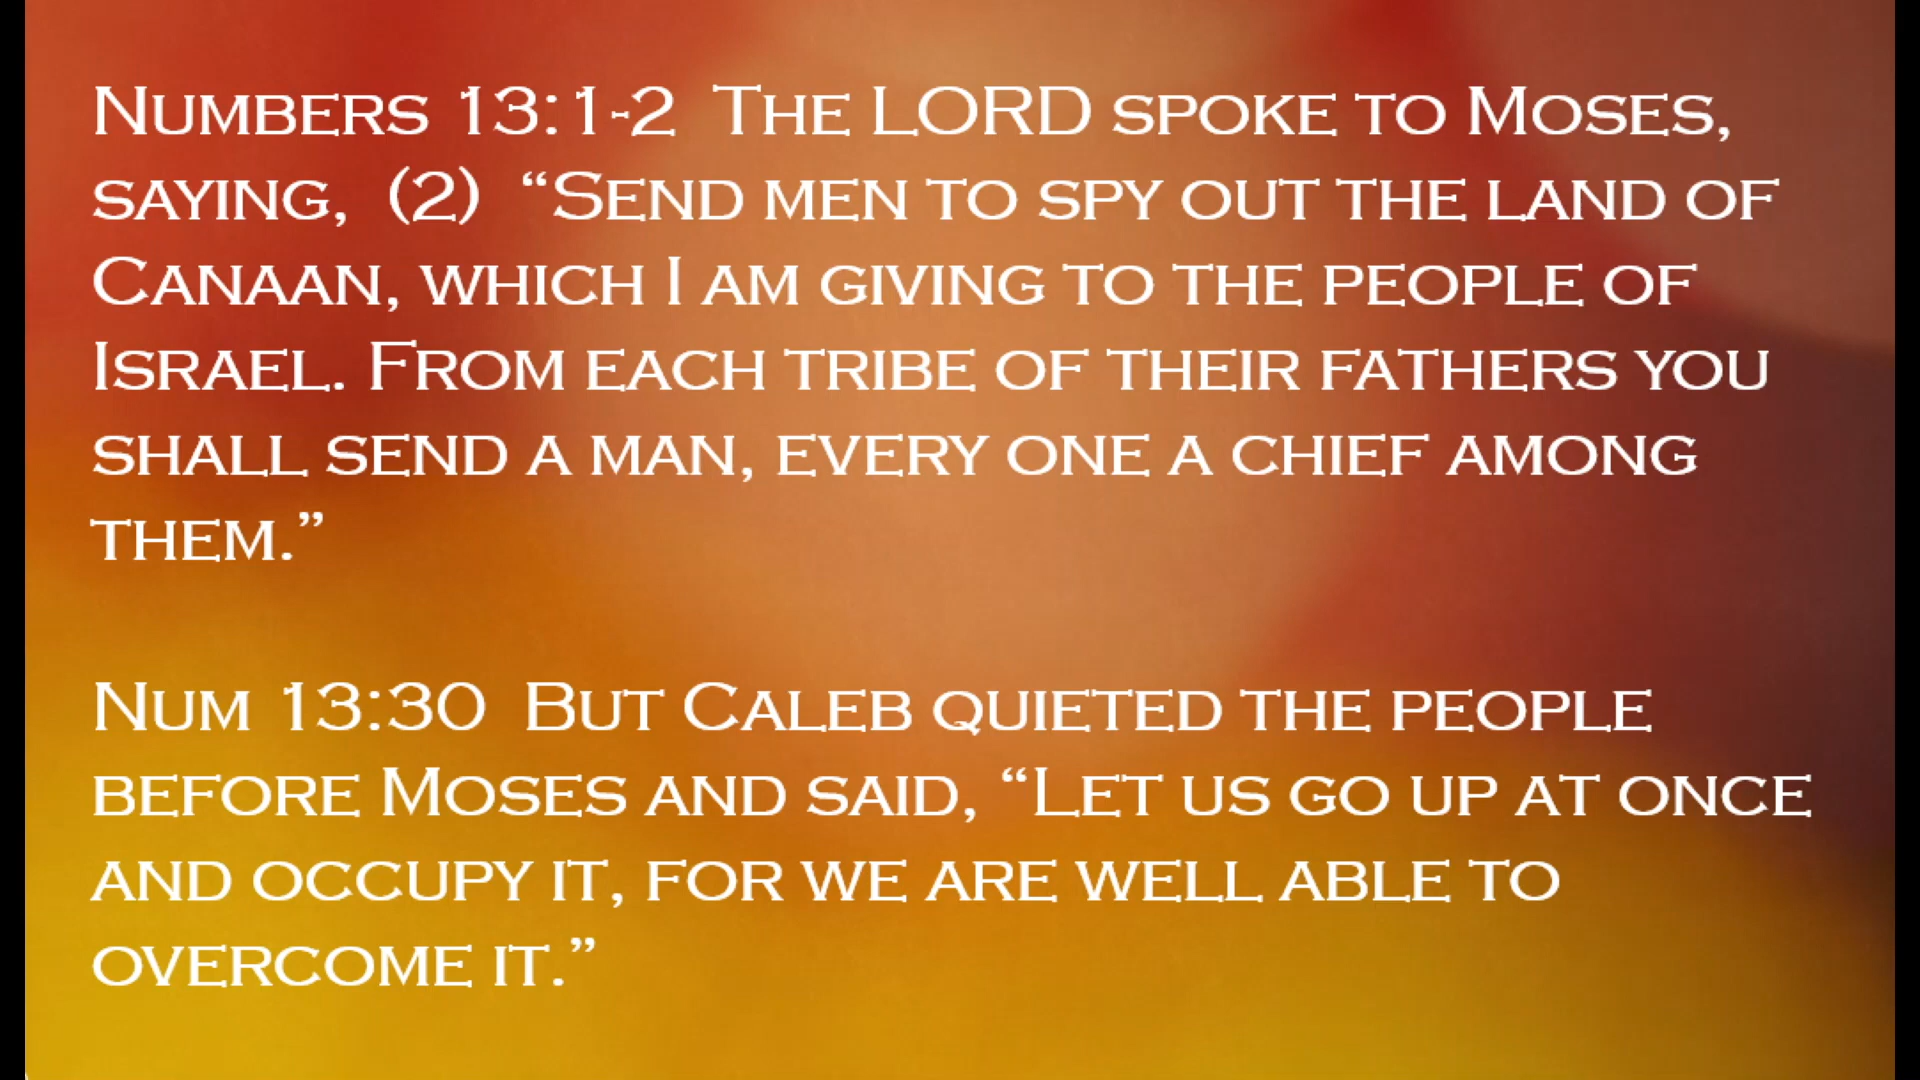 Numbers 13:1-2  The LORD spoke to Moses,
saying,  (2)  “Send men to spy out the land of
Canaan, which I am giving to the people of
Israel. From each tribe of their fathers you
shall send a man, every one a chief among
them.”
Num 13:30  But Caleb quieted the people
before Moses and said, “Let us go up at once
and occupy it, for we are well able to
overcome it.”